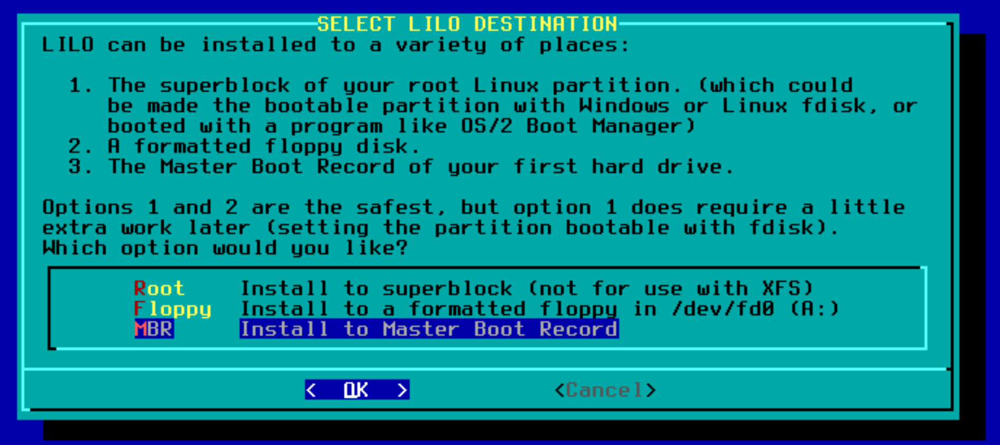 SELECT LILO DESTINATION
LILO can be installed to a variety of places:
1. The superblock of your root Linux partition. (which could
be made the bootable partition with Windows or Linux fdisk, or
booted with a program like OS/2 Boot Manager)
2. A formatted floppy disk.
3. The Master Boot Record of your first hard drive.
Options 1 and 2 are the safest, but option 1 does require a little
extra work later (setting the partition bootable with fdisk).
Which option would you like?
Root Install to superblock (not for use with XFS)
Floppy Install to a formatted floppy in /dev/fd0 (A:)
MBR Install to Master Boot Record
< OK > <Cancel>